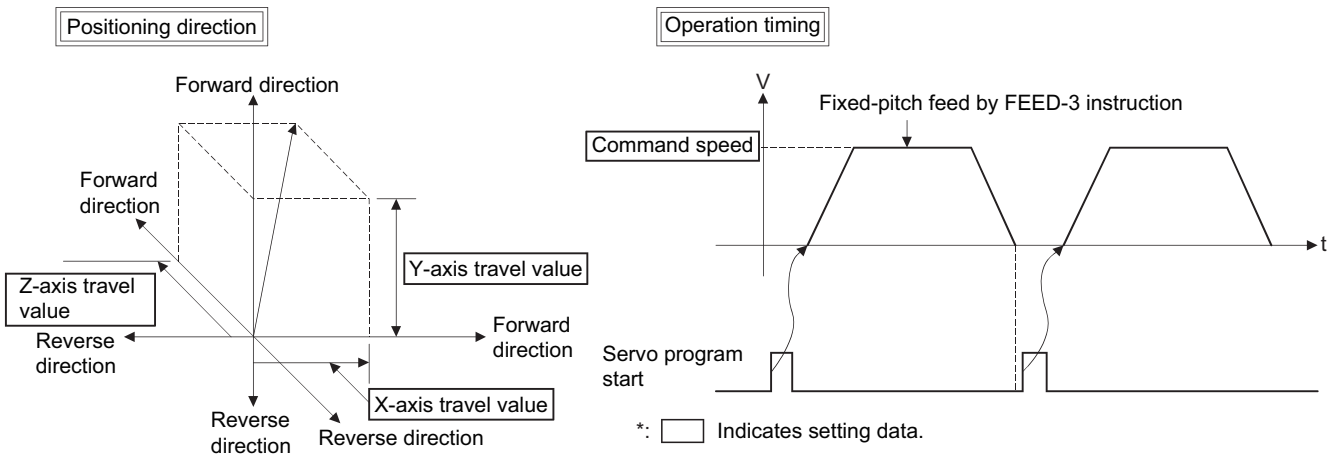 Positioning direction
Forward direction
Forward
direction
Z-axis travel
value
Reverse
direction
Y-axis travel value
Forward
direction
X-axis travel value
Reverse
direction
Reverse direction
Operation timing
V
Fixed-pitch feed by FEED-3 instruction
Command speed
t
Servo program
start
*: Indicates setting data.